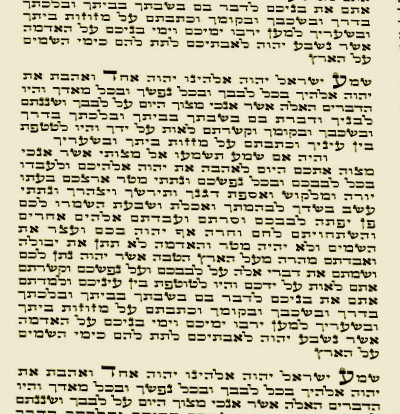 אתם את בניכם לדבר בם בשבתך בביתך ובלכתך
בדרך ובשכבך ובקומך וכתבתם על מזוזות ביתך
ובשעריך למען ירבו ימיכם וימי בניכם על האדמה
אשר נשבע יהוה לאבתיכם לתת להם כימי השמים
על הארץ
שמע ישראל יהוה אלהינו יהוה אחד ואהבת את
יהוה אלהיך בכל לבבך ובכל נפשך ובכל מאדך והיו
הדברים האלה אשר אנכי מצוך היום על לבבך ושננתם
לבניך ודברת בם בשבתך בביתך ובלכתך בדרך
ובשכבך ובקומך וקשרתם לאות על ידך והיו לטטפת
בין עיניך וכתבתם על מזזות ביתך ובשעריך
והיה אם שמע תשמעו אל מצותי אשר אנכי
מצוה אתכם היום לאהבה את יהוה אלהיכם ולעבדו
בכל לבבכם ובכל נפשכם ונתתי מטר ארצכם בעתו
יורה ומלקוש ואספת דגנך ותירשך ויצהרך ונתתי
עשב בשדך לבהמתך ואכלת ושבעת השמרו לכם
פן יפתה לבבכם וסרתם ועבדתם אלהים אחרים
והשתחויתם להם וחרה אף יהוה בכם ועצר את
השמים ולא יהיה מטר והאדמה לא תתן את יבולה
ואבדתם מהרה מעל הארץ הטבה אשר יהוה נתן לכם
ושמתם את דברי אלה על לבבכם ועל נפשכם וקשרתם
אתם לאות על ידכם והיו לטוטפת בין עיניכם ולמדתם
אתם את בניכם לדבר בם בשבתך בביתך ובלכתך
בדרך ובשכבך ובקומך וכתבתם על מזוזות ביתך
ובשעריך למען ירבו ימיכם וימי בניכם על האדמה
אשר נשבע יהוה לאבתיכם לתת להם כימי השמים
על הארץ
שמע ישראל יהוה אלהינו יהוה אחד ואהבת את
יהוה אלהיך בכל לבבך ובכל נפשך ובכל מאדך והיו
הדברים האלה אשר אנכי מצוך היום על לבבך ושננתם